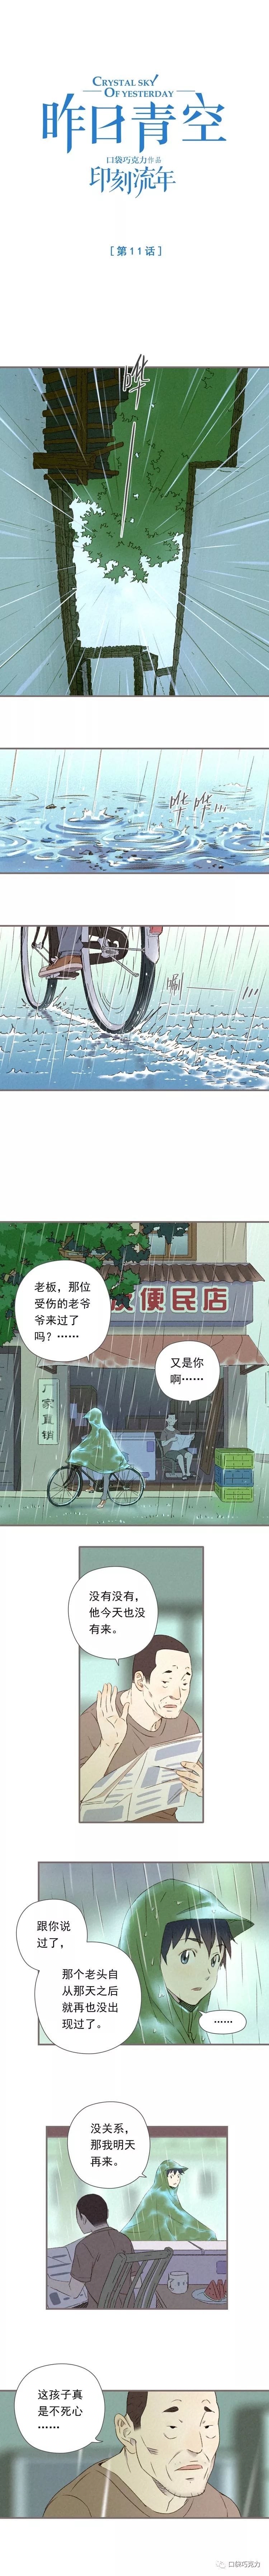 CRYSTAL SKY
OF YESTERDAY
昨日青空
口袋巧克力作品
印刻流年
[第11话]
哗
哗 哗
唰
老板，那位
受伤的老爷
爷来过了
吗？……
便民店
又是你
啊……
厂家直销
没有没有，
他今天也没
有来。
跟你说
过了，
那个老头自
从那天之后
就再也没出
现过了。
……
没关系，
那我明天
再来。
这孩子真
是不死心
……
口袋巧克力